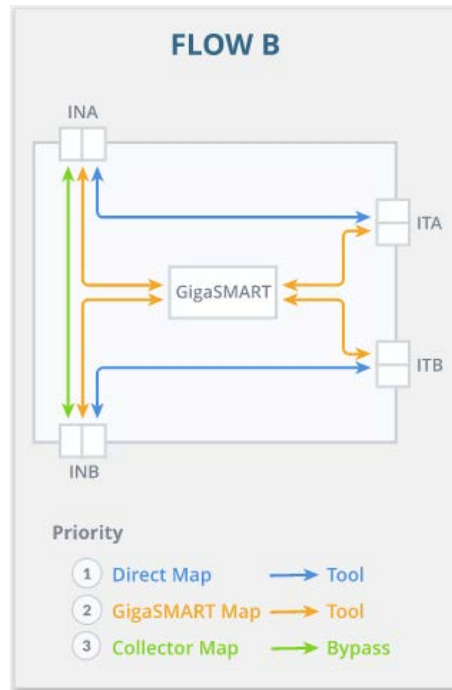 FLOW B
INA
ITA
GigaSMART
ITB
INB
Priority
1 Direct Map Tool
2 GigaSMART Map Tool
3 Collector Map Bypass